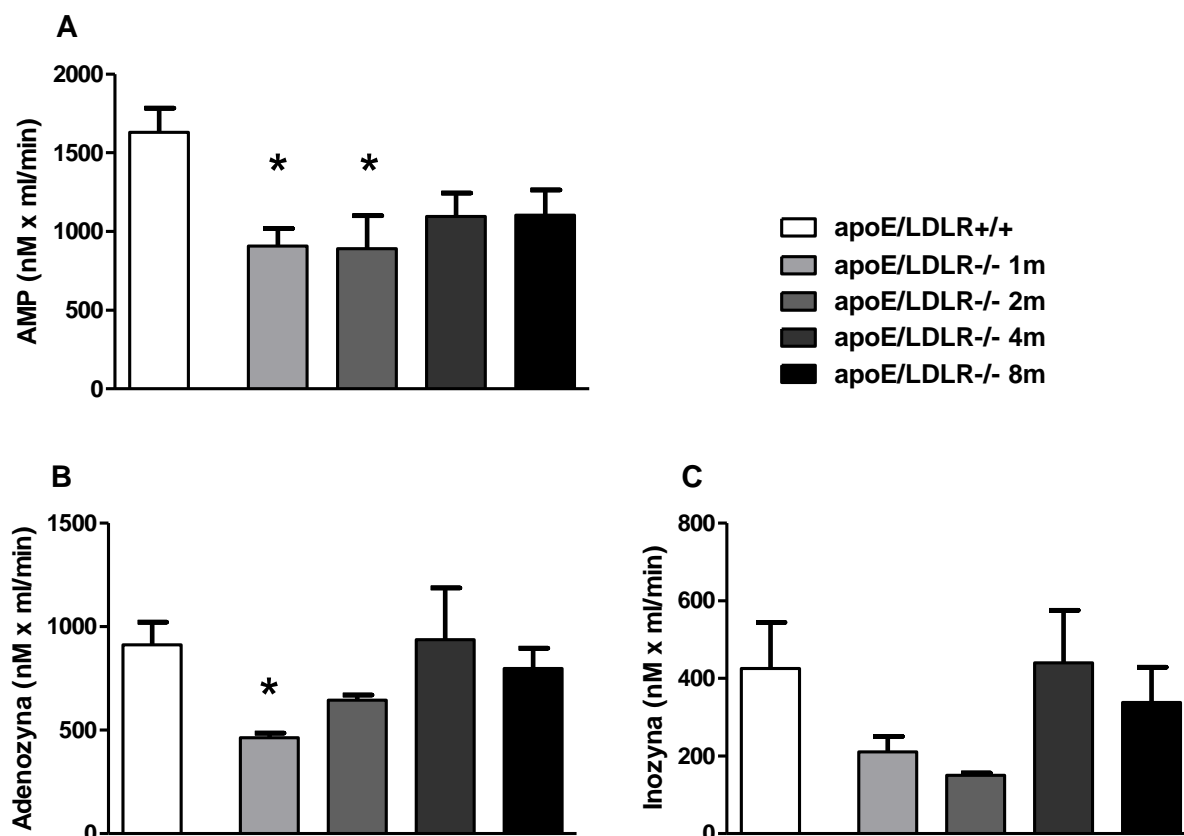 A
AMP (nM x ml/min)
2000
1500
1000
500
0
*
*
apoE/LDLR+/+
apoE/LDLR-/- 1m
apoE/LDLR-/- 2m
apoE/LDLR-/- 4m
apoE/LDLR-/- 8m
B
Adenozyna (nM x ml/min)
1500
1000
500
0
*
C
Inozyna (nM x ml/min)
800
600
400
200
0